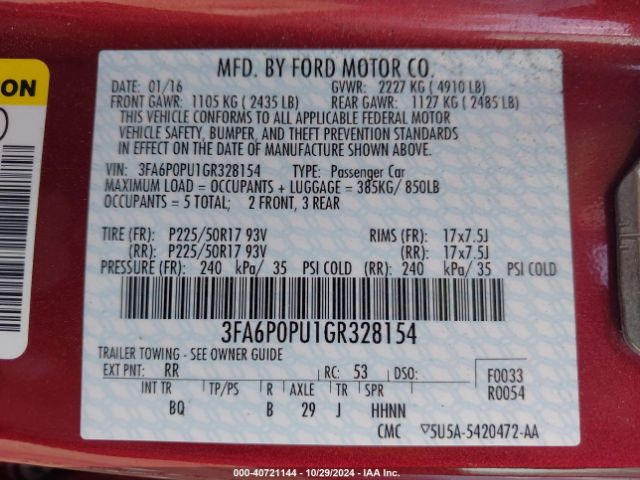 MFD. BY FORD MOTOR CO.
DATE: 01/16 GVWR: 2227 KG ( 4910 LB)
FRONT GAWR: 1105 KG ( 2435 LB) REAR GAWR: 1127 KG ( 2485LB)
THIS VEHICLE CONFORMS TO ALL APPLICABLE FEDERAL MOTOR
VEHICLE SAFETY, BUMPER, AND THEFT PREVENTION STANDARDS
IN EFFECT ON THE DATE OF MANUFACTURE SHOWN ABOVE.
VIN: 3FA6P0PU1GR328154 TYPE: Passenger Car
MAXIMUM LOAD = OCCUPANTS + LUGGAGE = 385KG/ 850LB
OCCUPANTS = 5 TOTAL; 2 FRONT, 3 REAR
TIRE (FR): P225/50R17 93V RIMS (FR): 17x7.5J
(RR): P225/50R17 93V (RR): 17x7.5J
PRESSURE (FR): 240 kPa/ 35 PSI COLD (RR): 240 kPa/ 35 PSI COLD
3FA6P0PU1GR328154
TRAILER TOWING - SEE OWNER GUIDE
EXT PNT: RR RC: 53 DSO: F0033
R0054
INT TR TP/PS R AXLE TR SPR
BQ B 29 J HHNN
CMC ▽5U5A-5420472-AA
000-40721144 - 10/29/2024 - IAA Inc.